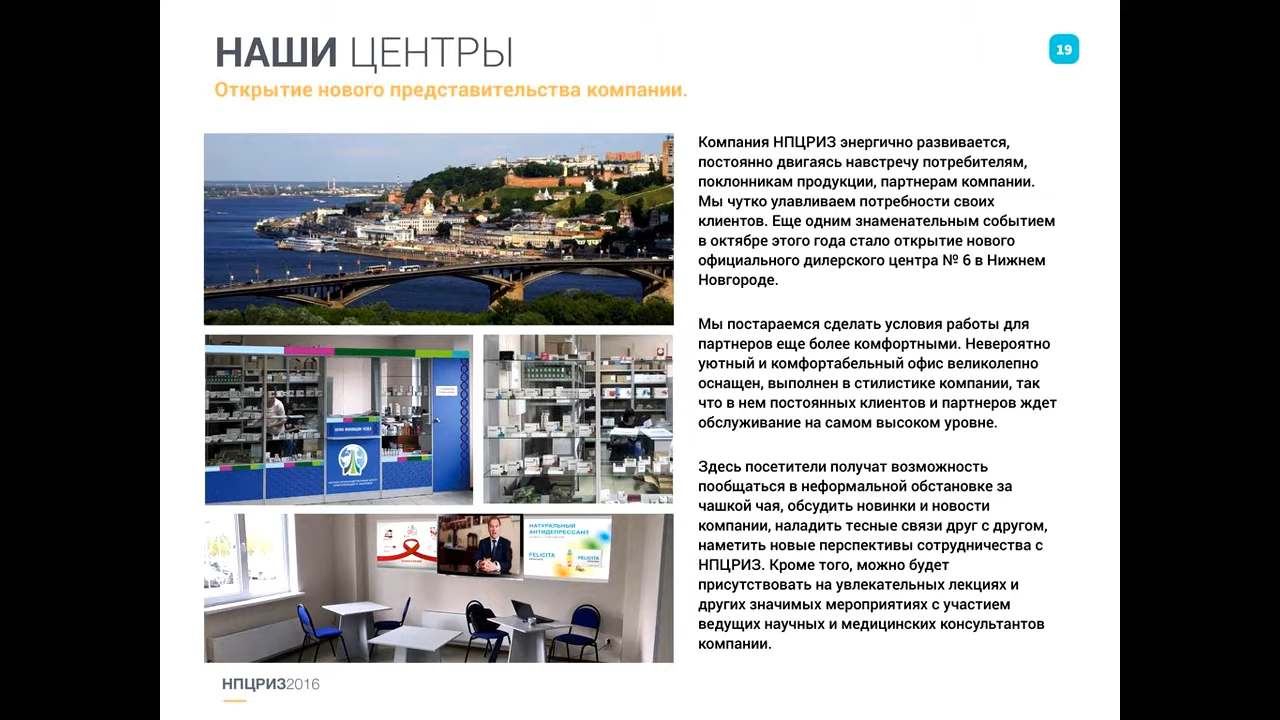 НАШИ ЦЕНТРЫ
19
Открытие нового представительства компании.
Компания НПЦРИЗ энергично развивается,
постоянно двигаясь навстречу потребителям,
поклонникам продукции, партнерам компании.
Мы чутко улавливаем потребности своих
клиентов. Еще одним знаменательным событием
в октябре этого года стало открытие нового
официального дилерского центра № 6 в Нижнем
Новгороде.
Мы постараемся сделать условия работы для
партнеров еще более комфортными. Невероятно
уютный и комфортабельный офис великолепно
оснащен, выполнен в стилистике компании, так
что в нем постоянных клиентов и партнеров ждет
обслуживание на самом высоком уровне.
Здесь посетители получат возможность
пообщаться в неформальной обстановке за
чашкой чая, обсудить новинки и новости
компании, наладить тесные связи друг с другом,
наметить новые перспективы сотрудничества с
НПЦРИЗ. Кроме того, можно будет
присутствовать на увлекательных лекциях и
других значимых мероприятиях с участием
ведущих научных и медицинских консультантов
компании.
НАТУРАЛЬНЫЙ
АНТИДЕПРЕССАНТ
FELICITA
FELICITA
НПЦРИЗ2016